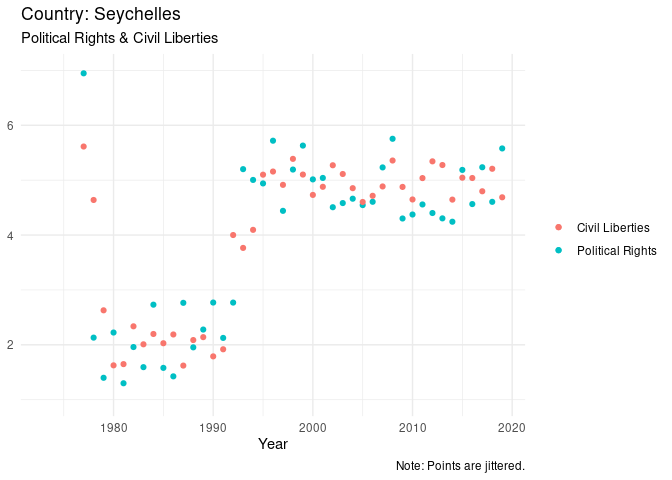 Country: Seychelles
Political Rights & Civil Liberties
6
4
2
1980 1990 2000 2010 2020
Year
Civil Liberties
Political Rights
Note: Points are jittered.